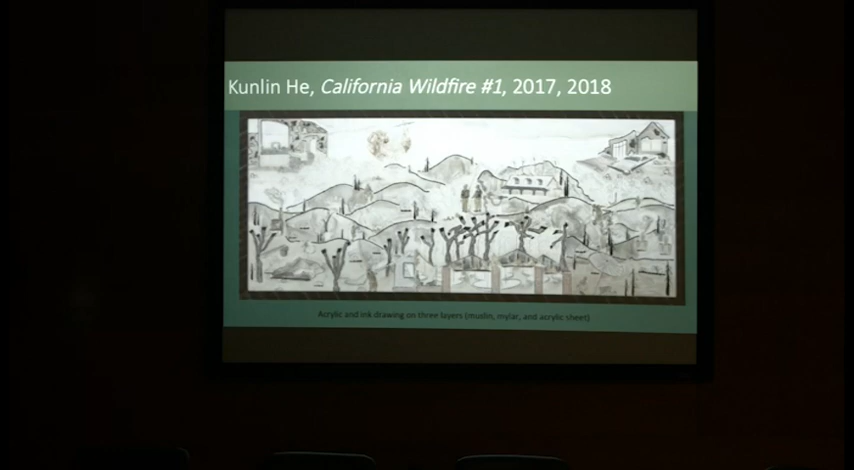 Kunlin He, California Wildfire #1, 2017, 2018
Acrylic and ink drawing on three layers (muslin, mylar, and acrylic sheet)